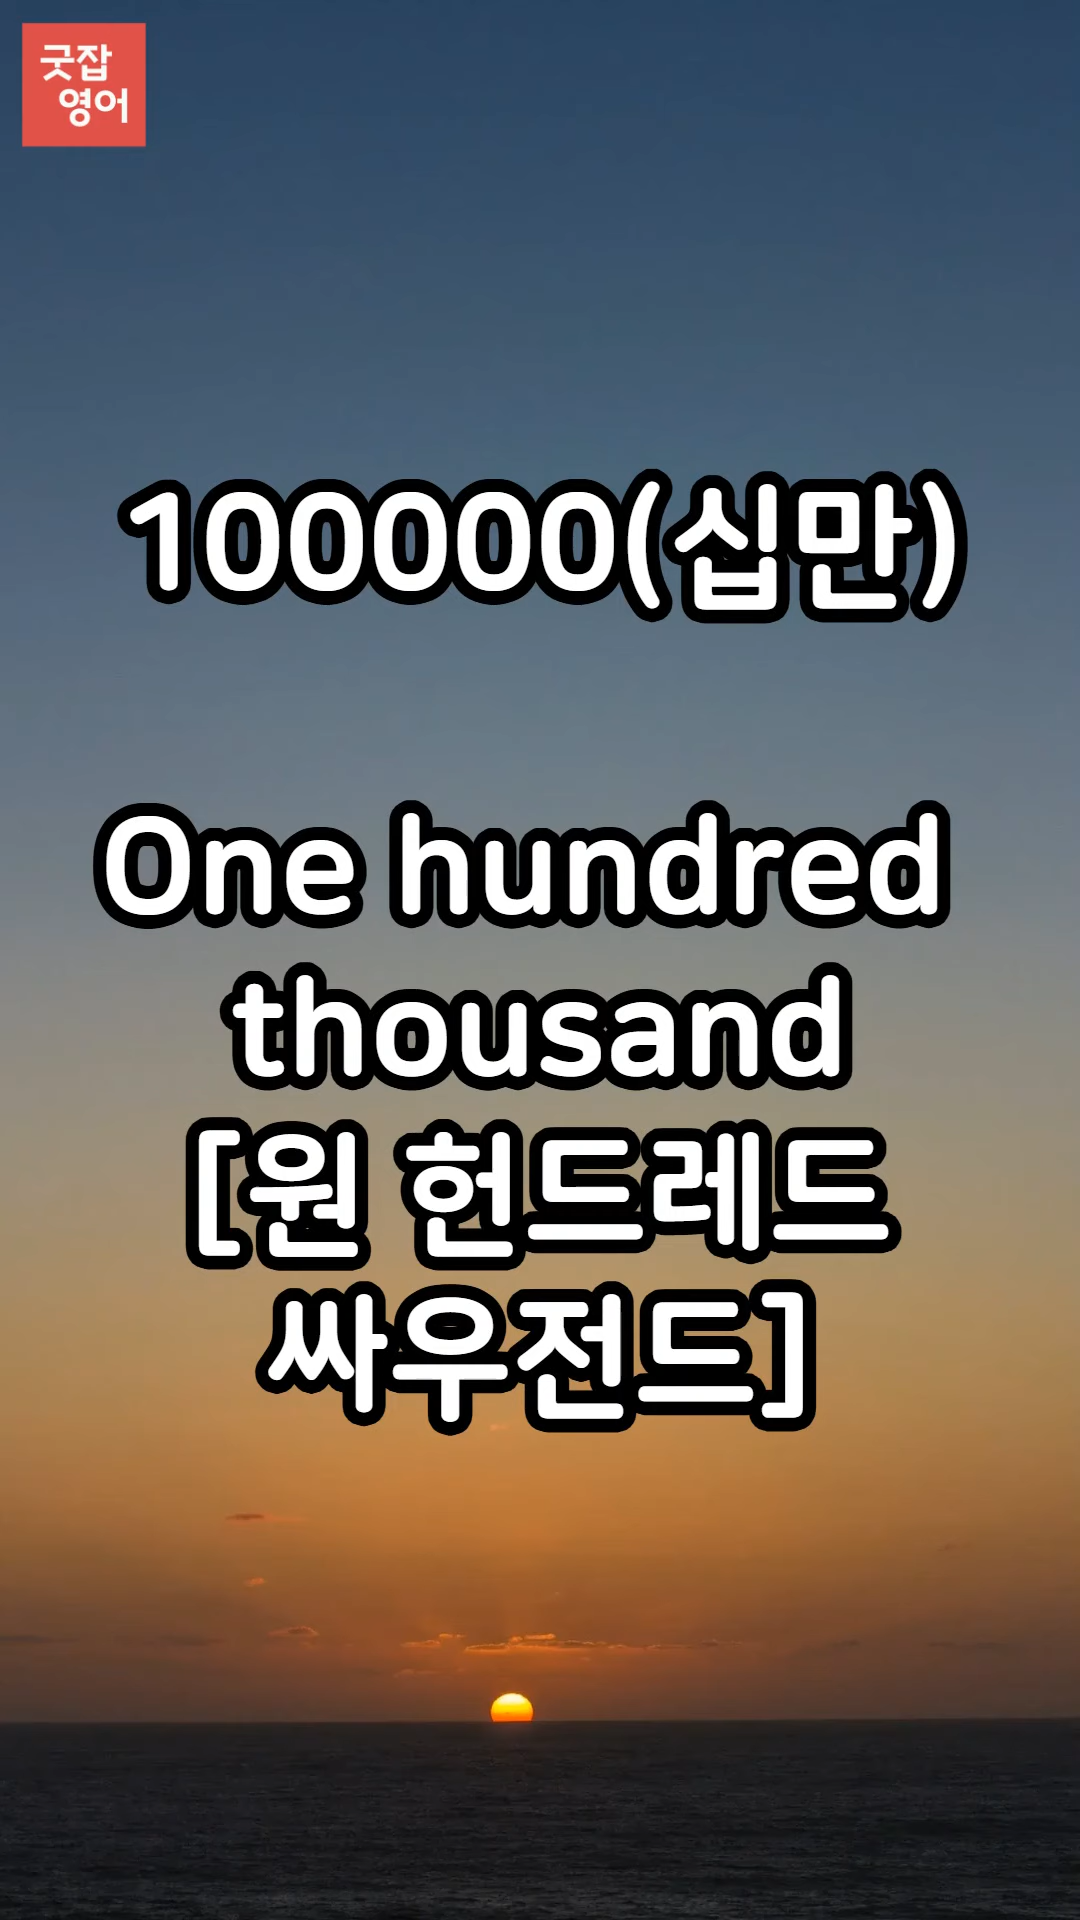 굿잡
영어
100000(십만)
One hundred
thousand
[원 헌드레드
싸우전드]